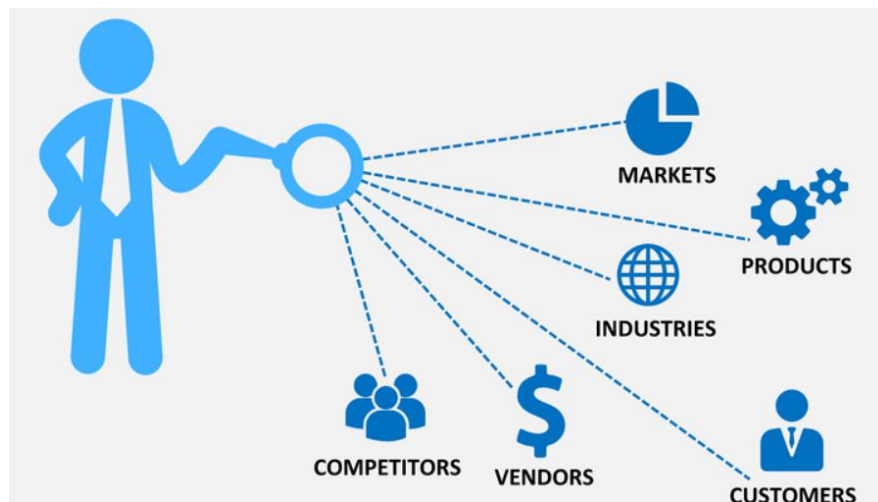 MARKETS
PRODUCTS
INDUSTRIES
COMPETITORS
VENDORS
CUSTOMERS